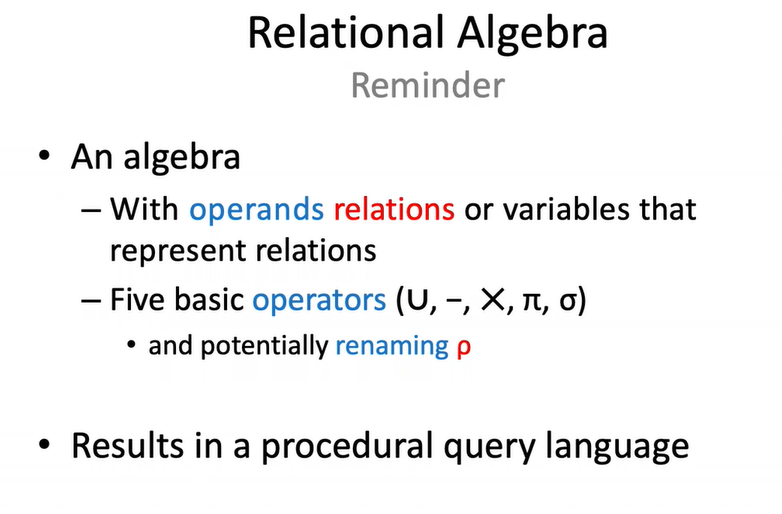 Relational Algebra
Reminder
• An algebra
– With operands relations or variables that
represent relations
– Five basic operators (∪, −, ×, π, σ)
• and potentially renaming ρ
• Results in a procedural query language